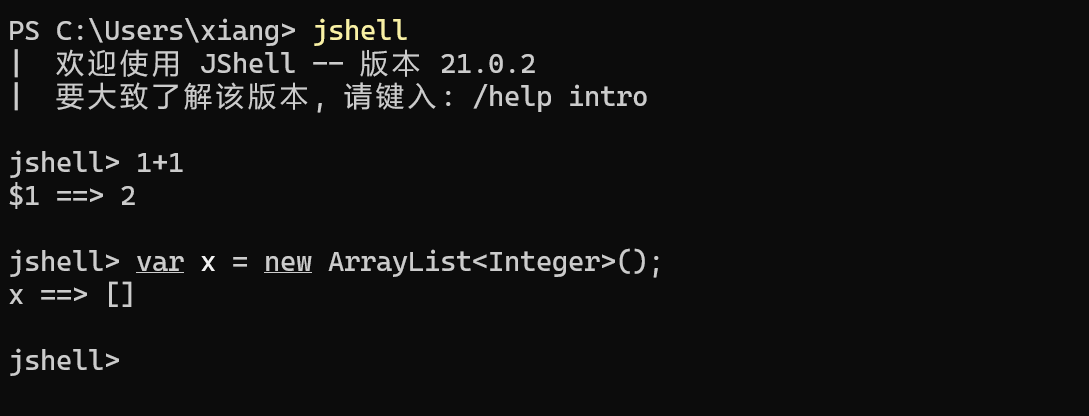 PS C:\Users\xiang> jshell
|  欢迎使用 JShell -- 版本 21.0.2
|  要大致了解该版本, 请键入: /help intro
jshell> 1+1
$1 ==> 2
jshell> var x = new ArrayList<Integer>();
x ==> []
jshell>